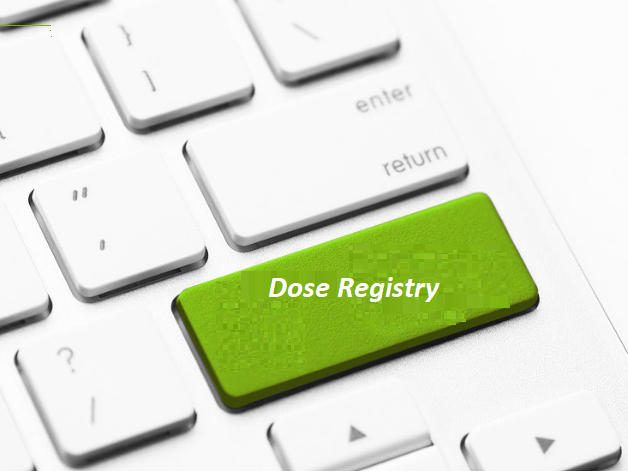 }
]
\
enter
return
"
'
Dose Registry
?
/